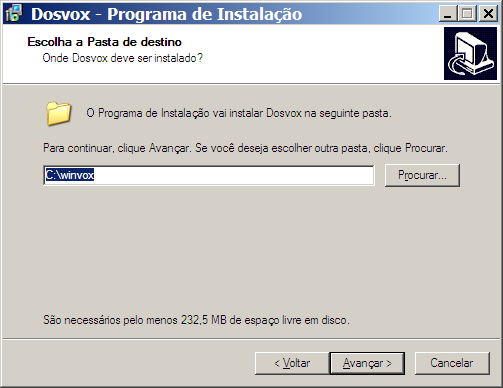 Dosvox - Programa de Instalação
Escolha a Pasta de destino
Onde Dosvox deve ser instalado?
O Programa de Instalação vai instalar Dosvox na seguinte pasta.
Para continuar, clique Avançar. Se você deseja escolher outra pasta, clique Procurar.
C:\winvox
Procurar...
São necessários pelo menos 232,5 MB de espaço livre em disco.
< Voltar
Avançar >
Cancelar